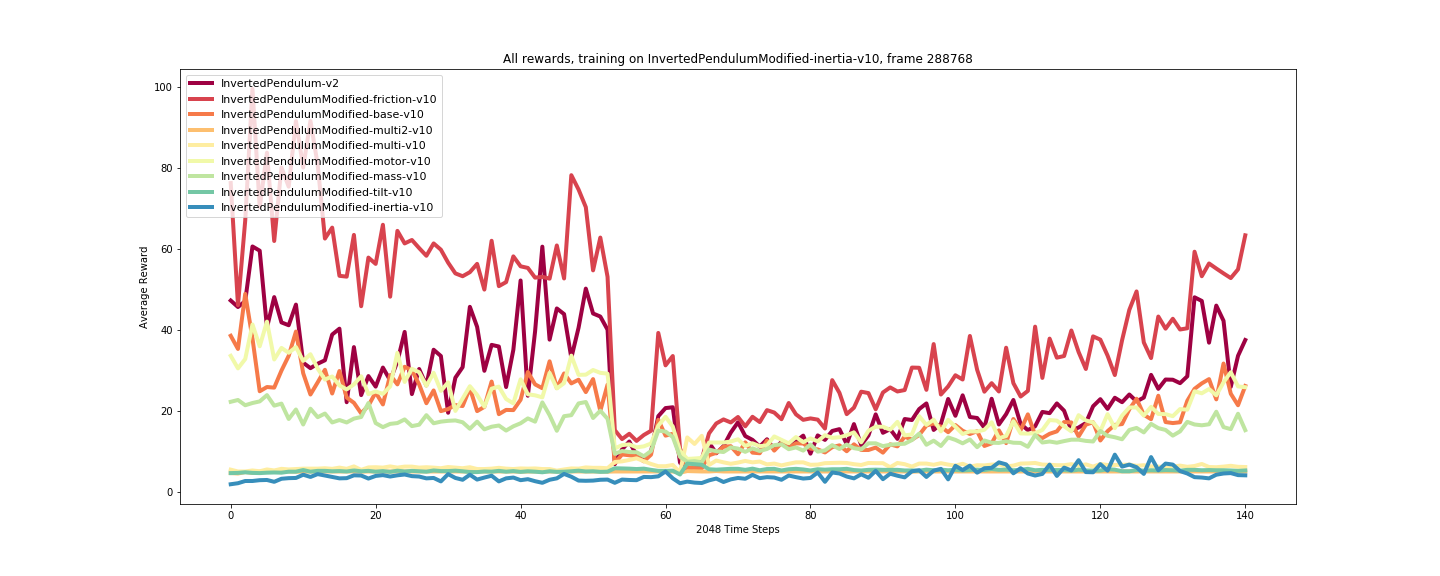 All rewards, training on InvertedPendulumModified-inertia-v10, frame 288768
InvertedPendulum-v2
InvertedPendulumModified-friction-v10
InvertedPendulumModified-base-v10
InvertedPendulumModified-multi2-v10
InvertedPendulumModified-multi-v10
InvertedPendulumModified-motor-v10
InvertedPendulumModified-mass-v10
InvertedPendulumModified-tilt-v10
InvertedPendulumModified-inertia-v10
100
80
60
40
20
0
Average Reward
0 20 40 60 80 100 120 140
2048 Time Steps